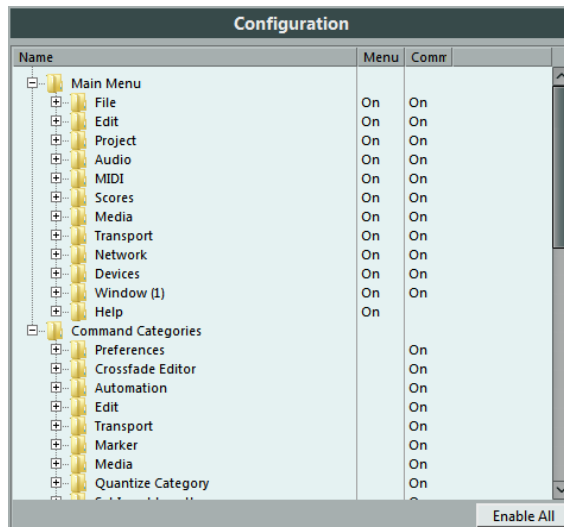 Configuration
Name Menu Comm
Main Menu
File On On
Edit On On
Project On On
Audio On On
MIDI On On
Scores On On
Media On On
Transport On On
Network On On
Devices On On
Window (1) On On
Help On
Command Categories
Preferences On
Crossfade Editor On
Automation On
Edit On
Transport On
Marker On
Media On
Quantize Category On
Enable All